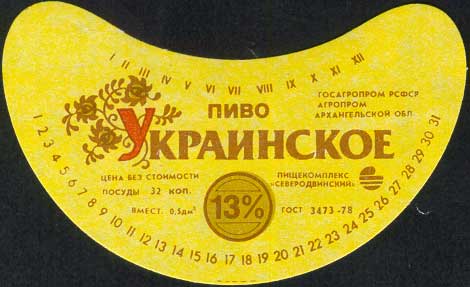 I II III IV V VI VII VIII IX X XI XII
ПИВО
УКРАИНСКОЕ
ГОСАГРОПРОМ РСФСР
АГРОПРОМ
АРХАНГЕЛЬСКОЙ ОБЛ
ЦЕНА БЕЗ СТОИМОСТИ
ПОСУДЫ 32 КОП.
ВМЕСТ. 0,5дм³
13%
ПИЩЕКОМПЛЕКС
«СЕВЕРОДВИНСКИЙ»
ГОСТ 3473-78
1 2 3 4 5 6 7 8 9 10 11 12 13 14 15 16 17 18 19 20 21 22 23 24 25 26 27 28 29 30 31